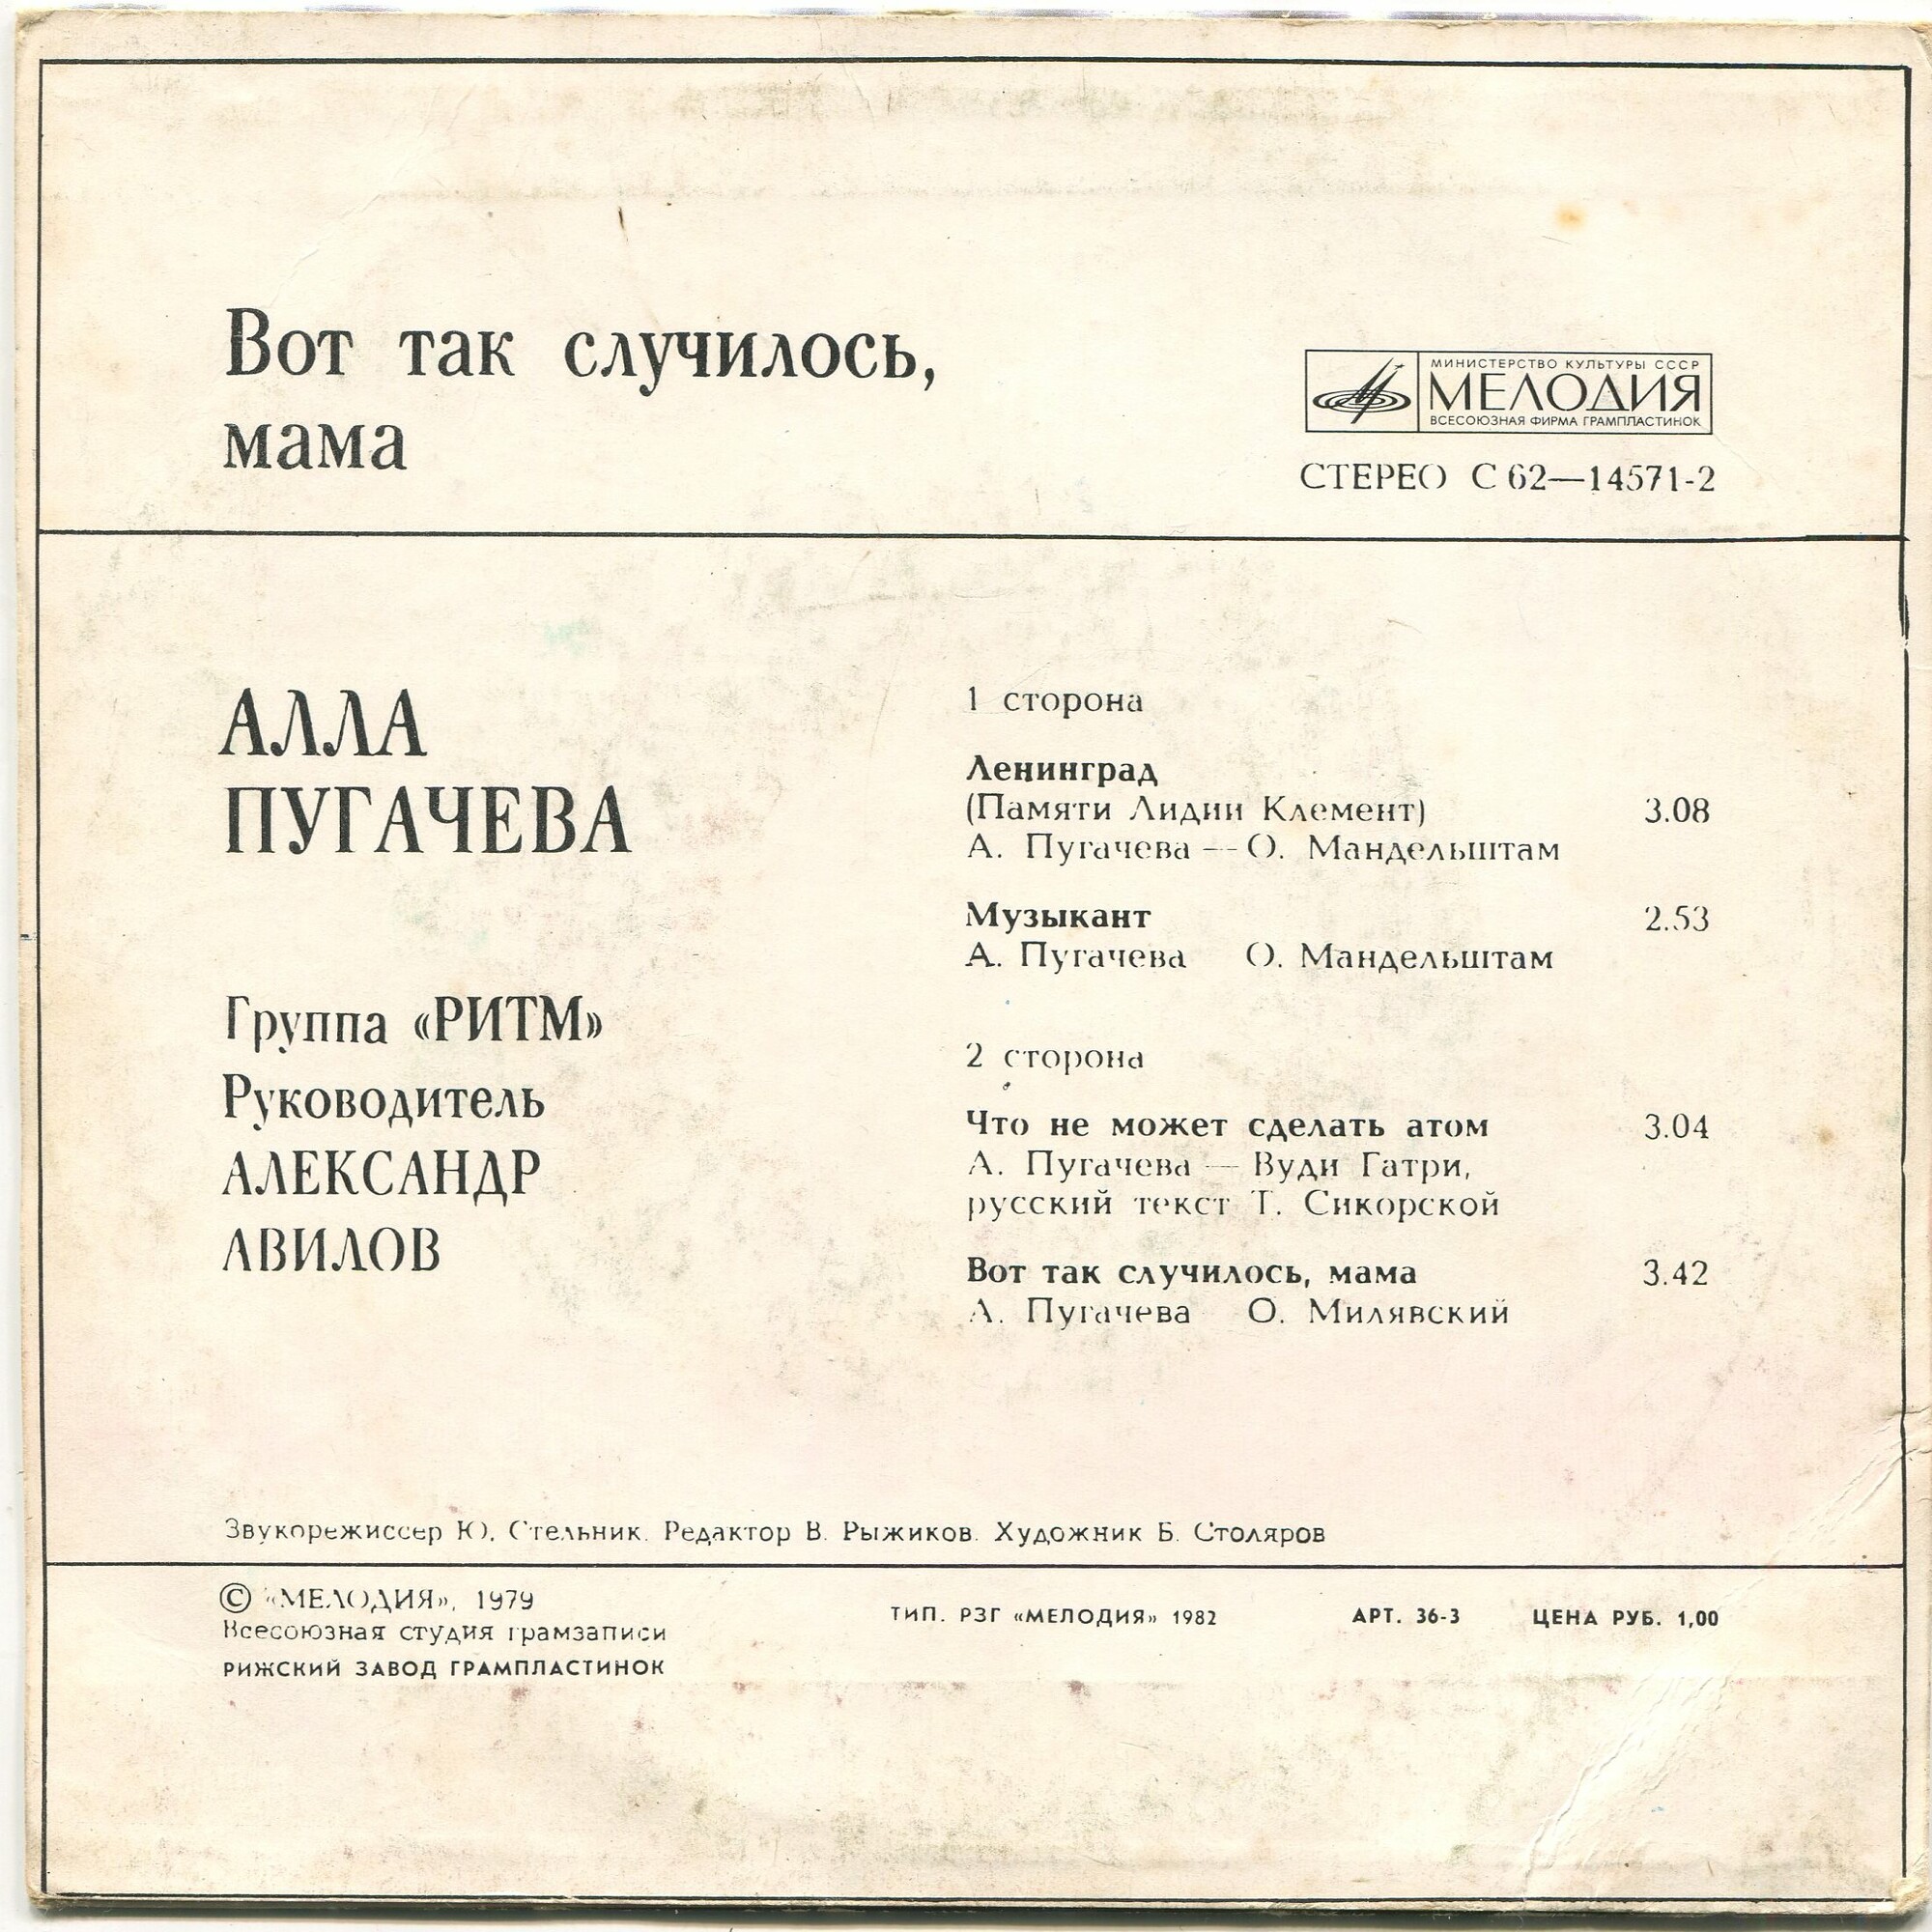 Вот так случилось,
мама
МИНИСТЕРСТВО КУЛЬТУРЫ СССР
МЕЛОДИЯ
ВСЕСОЮЗНАЯ ФИРМА ГРАМПЛАСТИНОК
СТЕРЕО С 62—14571-2
АЛЛА
ПУГАЧЕВА
Группа «РИТМ»
Руководитель
АЛЕКСАНДР
АВИЛОВ
1 сторона
Ленинград
(Памяти Лидии Клемент) 3.08
А. Пугачева — О. Мандельштам
Музыкант 2.53
А. Пугачева О. Мандельштам
2 сторона
Что не может сделать атом 3.04
А. Пугачева — Вуди Гатри,
русский текст Т. Сикорской
Вот так случилось, мама 3.42
А. Пугачева О. Милявский
Звукорежиссер Ю. Стельник. Редактор В. Рыжиков. Художник Б. Столяров
© «МЕЛОДИЯ», 1979
Всесоюзная студия грамзаписи
РИЖСКИЙ ЗАВОД ГРАМПЛАСТИНОК
ТИП. РЗГ «МЕЛОДИЯ» 1982
АРТ. 36-3
ЦЕНА РУБ. 1,00